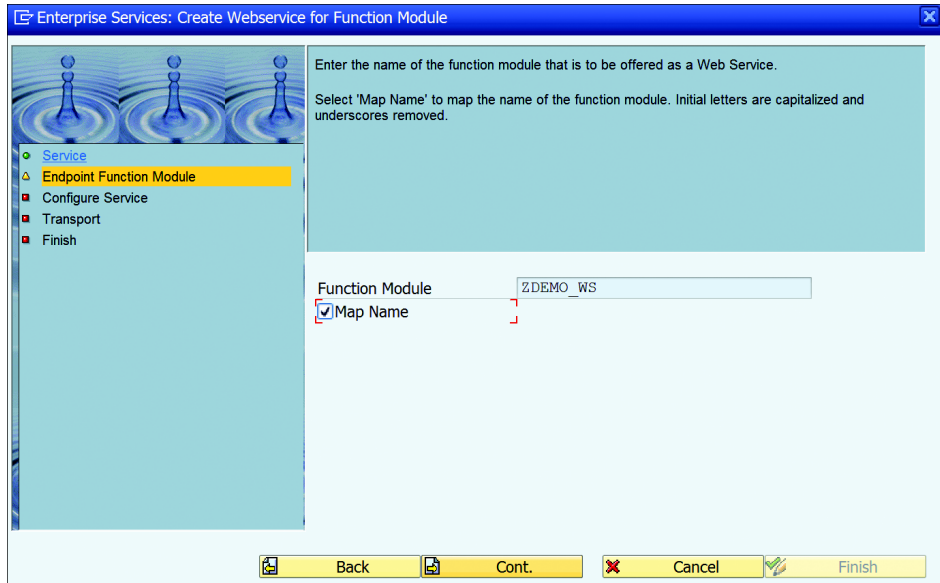 Enterprise Services: Create Webservice for Function Module
Enter the name of the function module that is to be offered as a Web Service.
Select 'Map Name' to map the name of the function module. Initial letters are capitalized and
underscores removed.
Service
Endpoint Function Module
Configure Service
Transport
Finish
Function Module ZDEMO_WS
Map Name
Back Cont. Cancel Finish